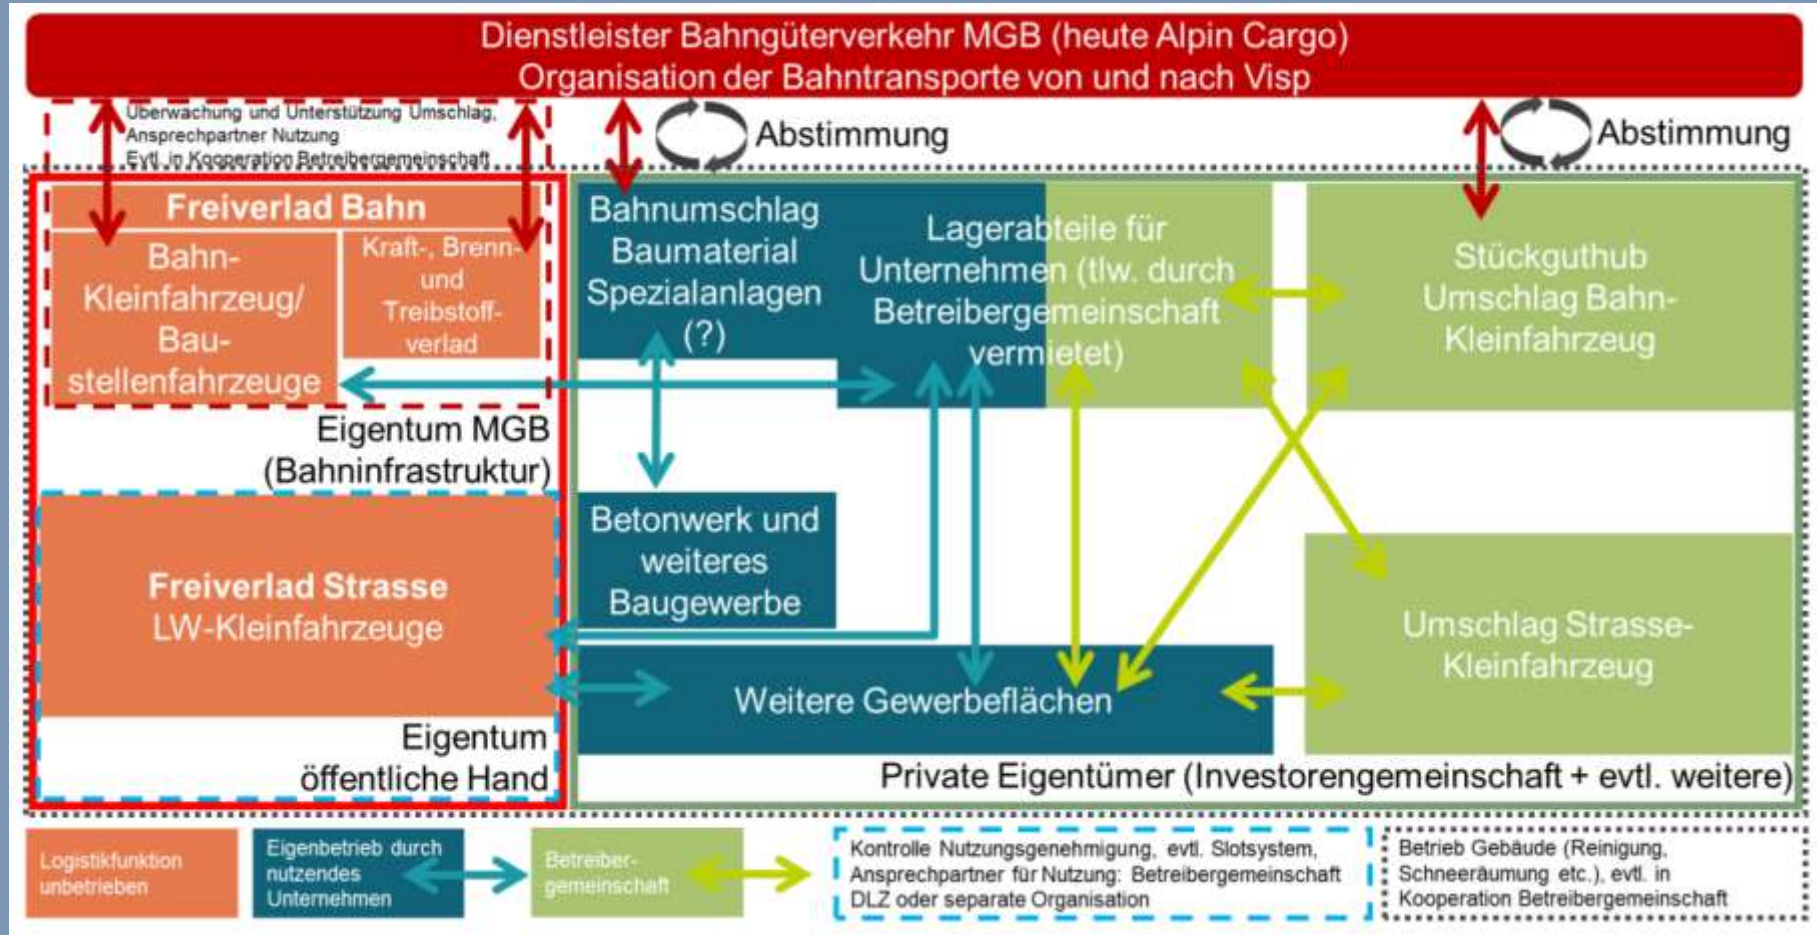 Dienstleister Bahngüterverkehr MGB (heute Alpin Cargo)
Organisation der Bahntransporte von und nach Visp
Überwachung und Unterstützung Umschlag,
Ansprechpartner Nutzung
Evtl. in Kooperation Betreibergemeinschaft
Abstimmung
Abstimmung
Freiverlad Bahn
Bahn-
Kleinfahrzeug/
Bau-
stellenfahrzeuge
Kraft-, Brenn-
und
Treibstoff-
verlad
Eigentum MGB
(Bahninfrastruktur)
Freiverlad Strasse
LW-Kleinfahrzeuge
Eigentum
öffentliche Hand
Bahnumschlag
Baumaterial
Spezialanlagen
(?)
Lagerabteile für
Unternehmen (tlw. durch
Betreibergemeinschaft
vermietet)
Stückguthub
Umschlag Bahn-
Kleinfahrzeug
Betonwerk und
weiteres
Baugewerbe
Weitere Gewerbeflächen
Umschlag Strasse-
Kleinfahrzeug
Private Eigentümer (Investorengemeinschaft + evtl. weitere)
Logistikfunktion
unbetrieben
Eigenbetrieb durch
nutzendes
Unternehmen
Betreiber-
gemeinschaft
Kontrolle Nutzungsgenehmigung, evtl. Slotsystem,
Ansprechpartner für Nutzung: Betreibergemeinschaft
DLZ oder separate Organisation
Betrieb Gebäude (Reinigung,
Schneeräumung etc.), evtl. in
Kooperation Betreibergemeinschaft